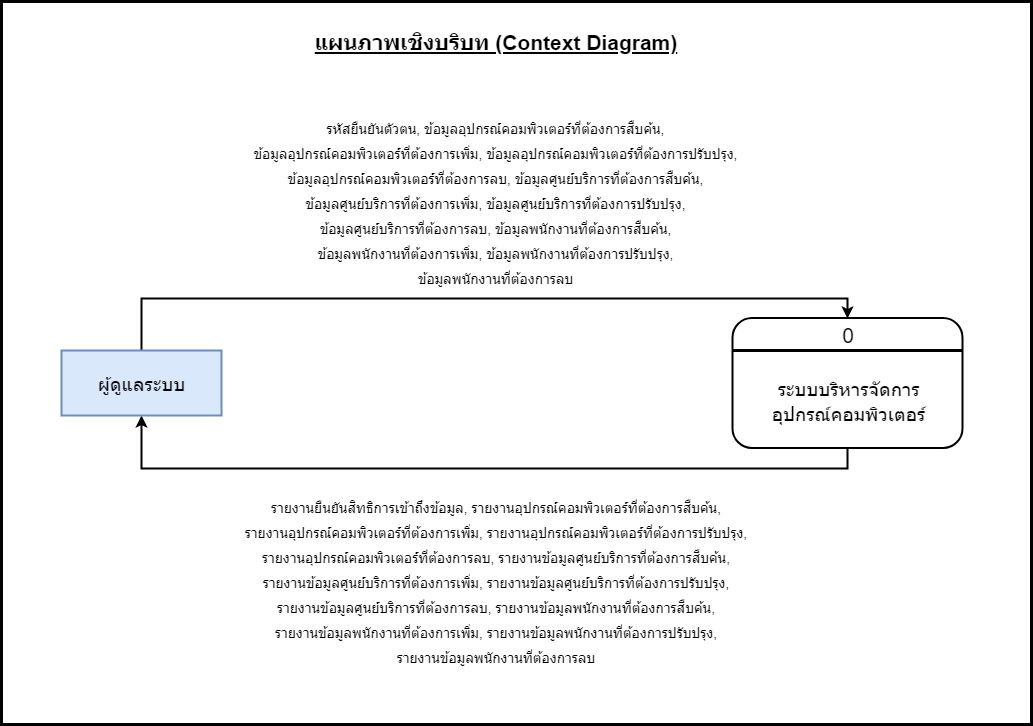 แผนภาพเชิงบริบท (Context Diagram)
รหัสยืนยันตัวตน, ข้อมูลอุปกรณ์คอมพิวเตอร์ที่ต้องการสืบค้น,
ข้อมูลอุปกรณ์คอมพิวเตอร์ที่ต้องการเพิ่ม, ข้อมูลอุปกรณ์คอมพิวเตอร์ที่ต้องการปรับปรุง,
ข้อมูลอุปกรณ์คอมพิวเตอร์ที่ต้องการลบ, ข้อมูลศูนย์บริการที่ต้องการสืบค้น,
ข้อมูลศูนย์บริการที่ต้องการเพิ่ม, ข้อมูลศูนย์บริการที่ต้องการปรับปรุง,
ข้อมูลศูนย์บริการที่ต้องการลบ, ข้อมูลพนักงานที่ต้องการสืบค้น,
ข้อมูลพนักงานที่ต้องการเพิ่ม, ข้อมูลพนักงานที่ต้องการปรับปรุง,
ข้อมูลพนักงานที่ต้องการลบ
0
ผู้ดูแลระบบ
ระบบบริหารจัดการ
อุปกรณ์คอมพิวเตอร์
รายงานยืนยันสิทธิการเข้าถึงข้อมูล, รายงานอุปกรณ์คอมพิวเตอร์ที่ต้องการสืบค้น,
รายงานอุปกรณ์คอมพิวเตอร์ที่ต้องการเพิ่ม, รายงานอุปกรณ์คอมพิวเตอร์ที่ต้องการปรับปรุง,
รายงานอุปกรณ์คอมพิวเตอร์ที่ต้องการลบ, รายงานข้อมูลศูนย์บริการที่ต้องการสืบค้น,
รายงานข้อมูลศูนย์บริการที่ต้องการเพิ่ม, รายงานข้อมูลศูนย์บริการที่ต้องการปรับปรุง,
รายงานข้อมูลศูนย์บริการที่ต้องการลบ, รายงานข้อมูลพนักงานที่ต้องการสืบค้น,
รายงานข้อมูลพนักงานที่ต้องการเพิ่ม, รายงานข้อมูลพนักงานที่ต้องการปรับปรุง,
รายงานข้อมูลพนักงานที่ต้องการลบ